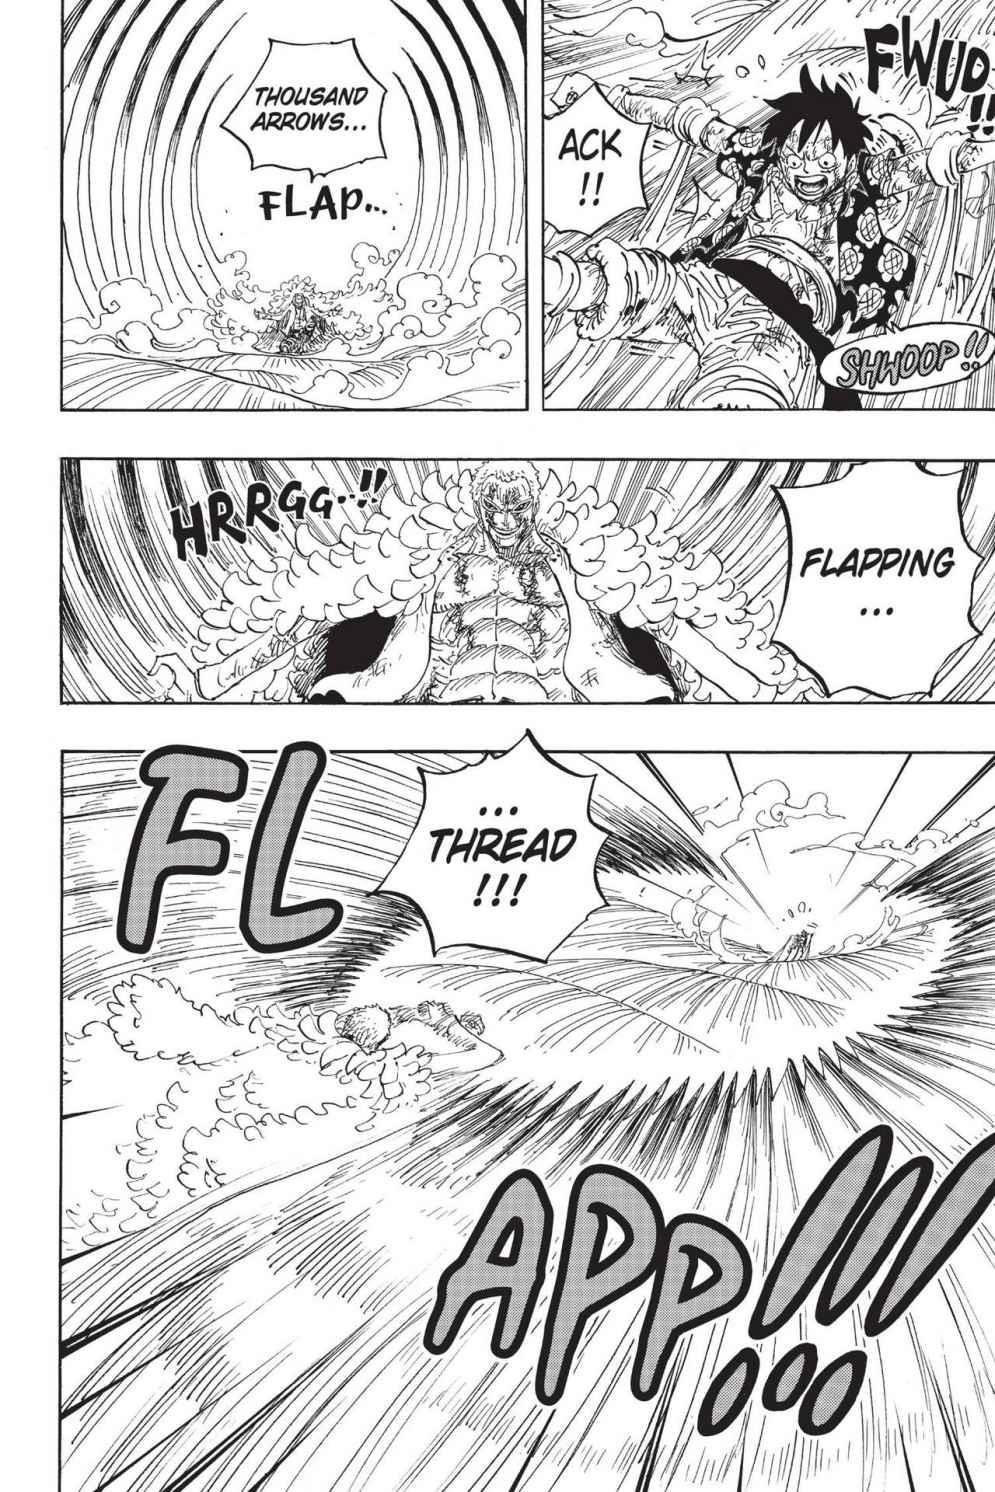 FWUD!!
ACK
!!
SHWOOP!!
THOUSAND
ARROWS...
FLAP...
FLAPPING
...
HRRGG..!!
...
THREAD
!!!
FL
APP!!!